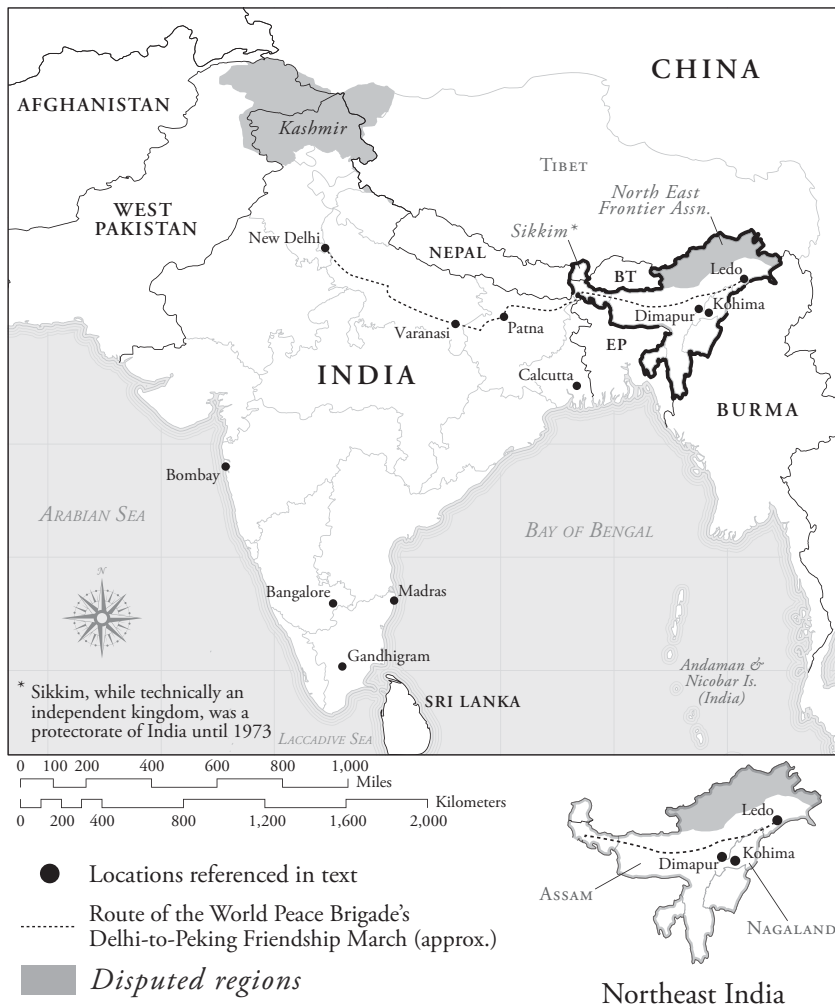 CHINA
AFGHANISTAN
Kashmir
TIBET
North East
Frontier Assn.
WEST
PAKISTAN
Sikkim*
New Delhi
NEPAL
BT
Ledo
Dimapur
Kohima
Varanasi
Patna
EP
INDIA
Calcutta
BURMA
Bombay
ARABIAN SEA
BAY OF BENGAL
N
Bangalore
Madras
Gandhigram
Andaman &
Nicobar Is.
(India)
* Sikkim, while technically an
independent kingdom, was a
protectorate of India until 1973
SRI LANKA
LACCADIVE SEA
0 100 200 400 600 800 1,000
Miles
Kilometers
0 200 400 800 1,200 1,600 2,000
Locations referenced in text
Route of the World Peace Brigade's
Delhi-to-Peking Friendship March (approx.)
Disputed regions
Ledo
Dimapur
Kohima
ASSAM
NAGALAND
Northeast India